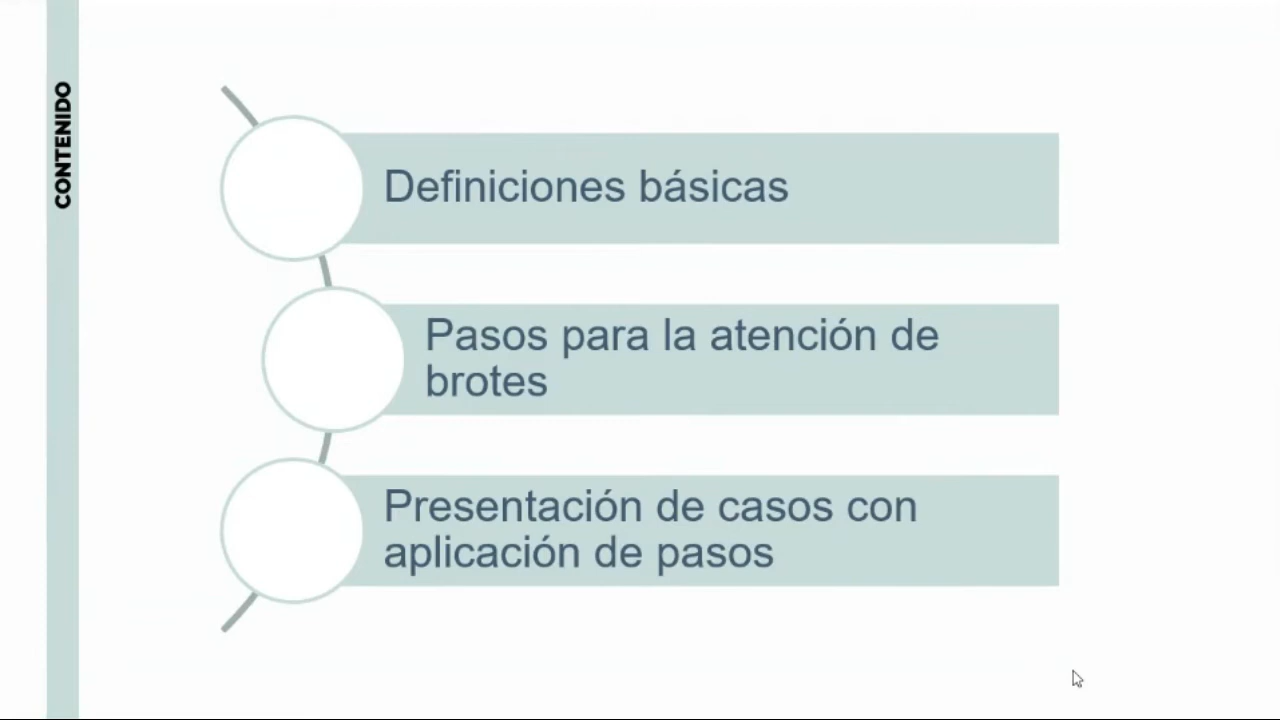 CONTENIDO
Definiciones básicas
Pasos para la atención de
brotes
Presentación de casos con
aplicación de pasos